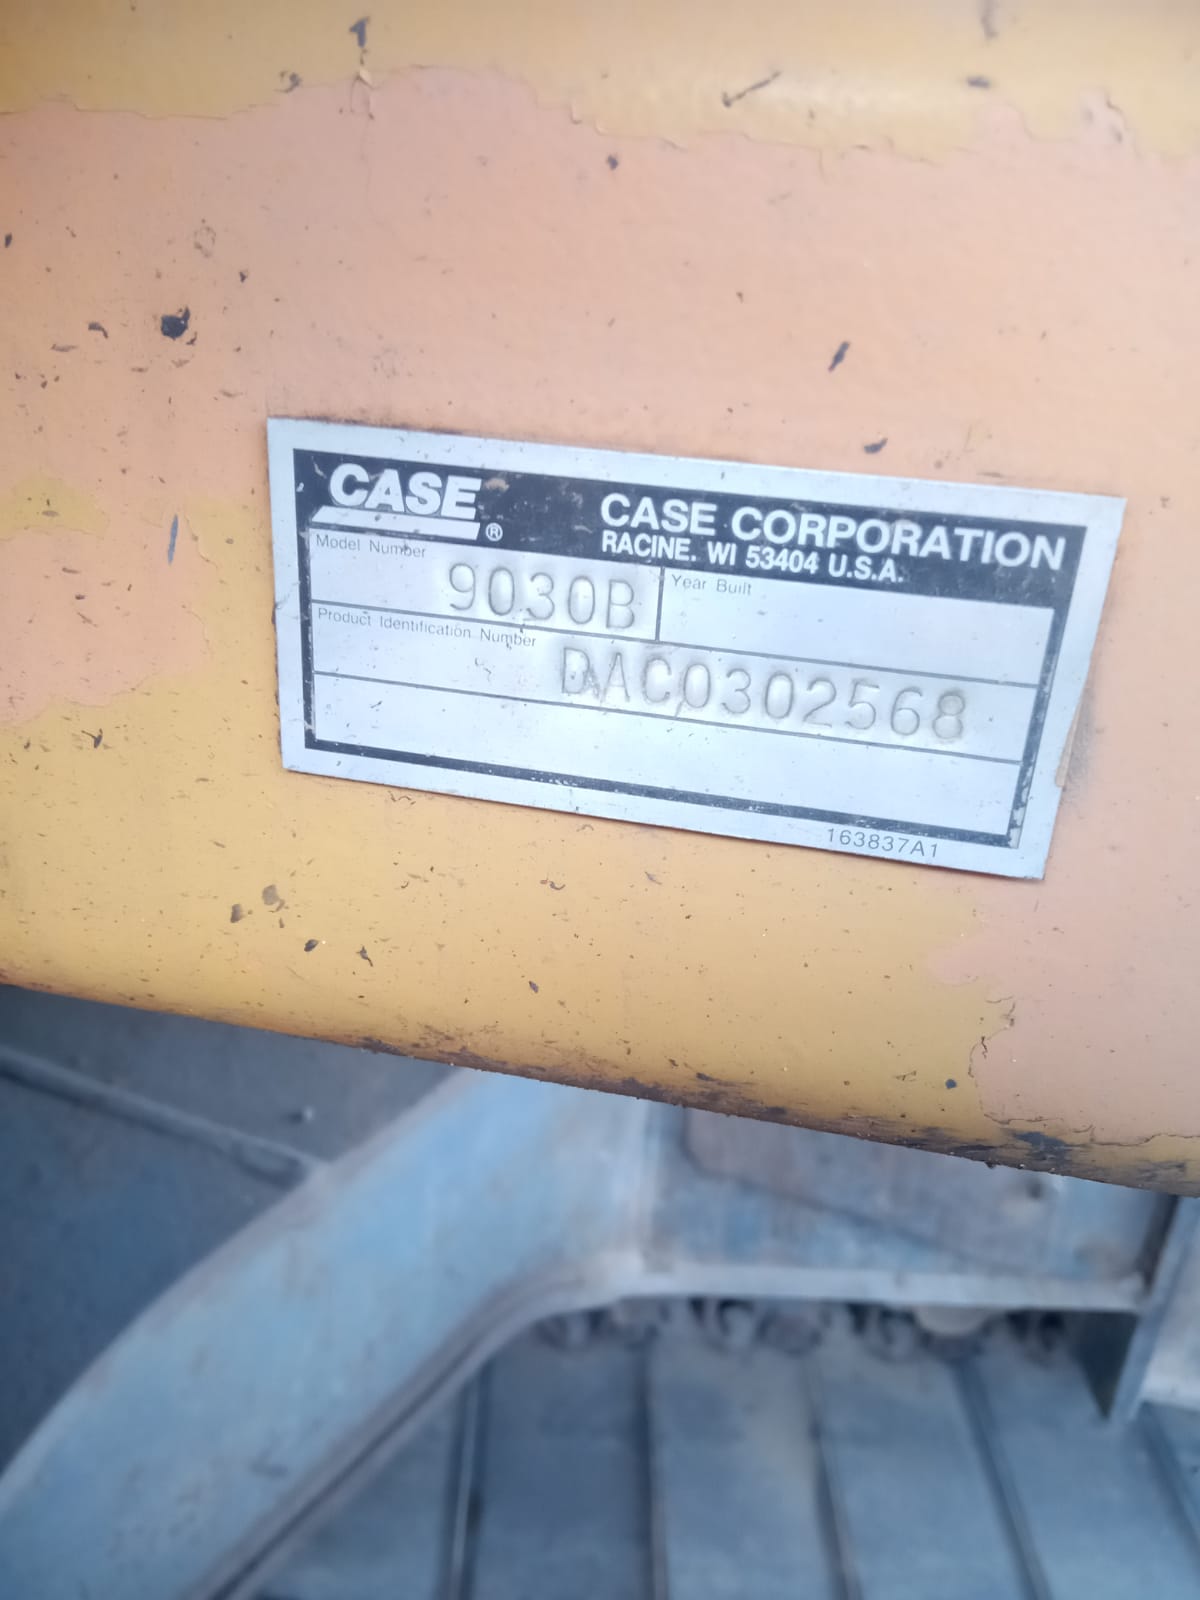 CASE ®
CASE CORPORATION
RACINE. WI 53404 U.S.A.
Model Number
9030B
Year Built
Product Identification Number
DAC0302568
163837A1